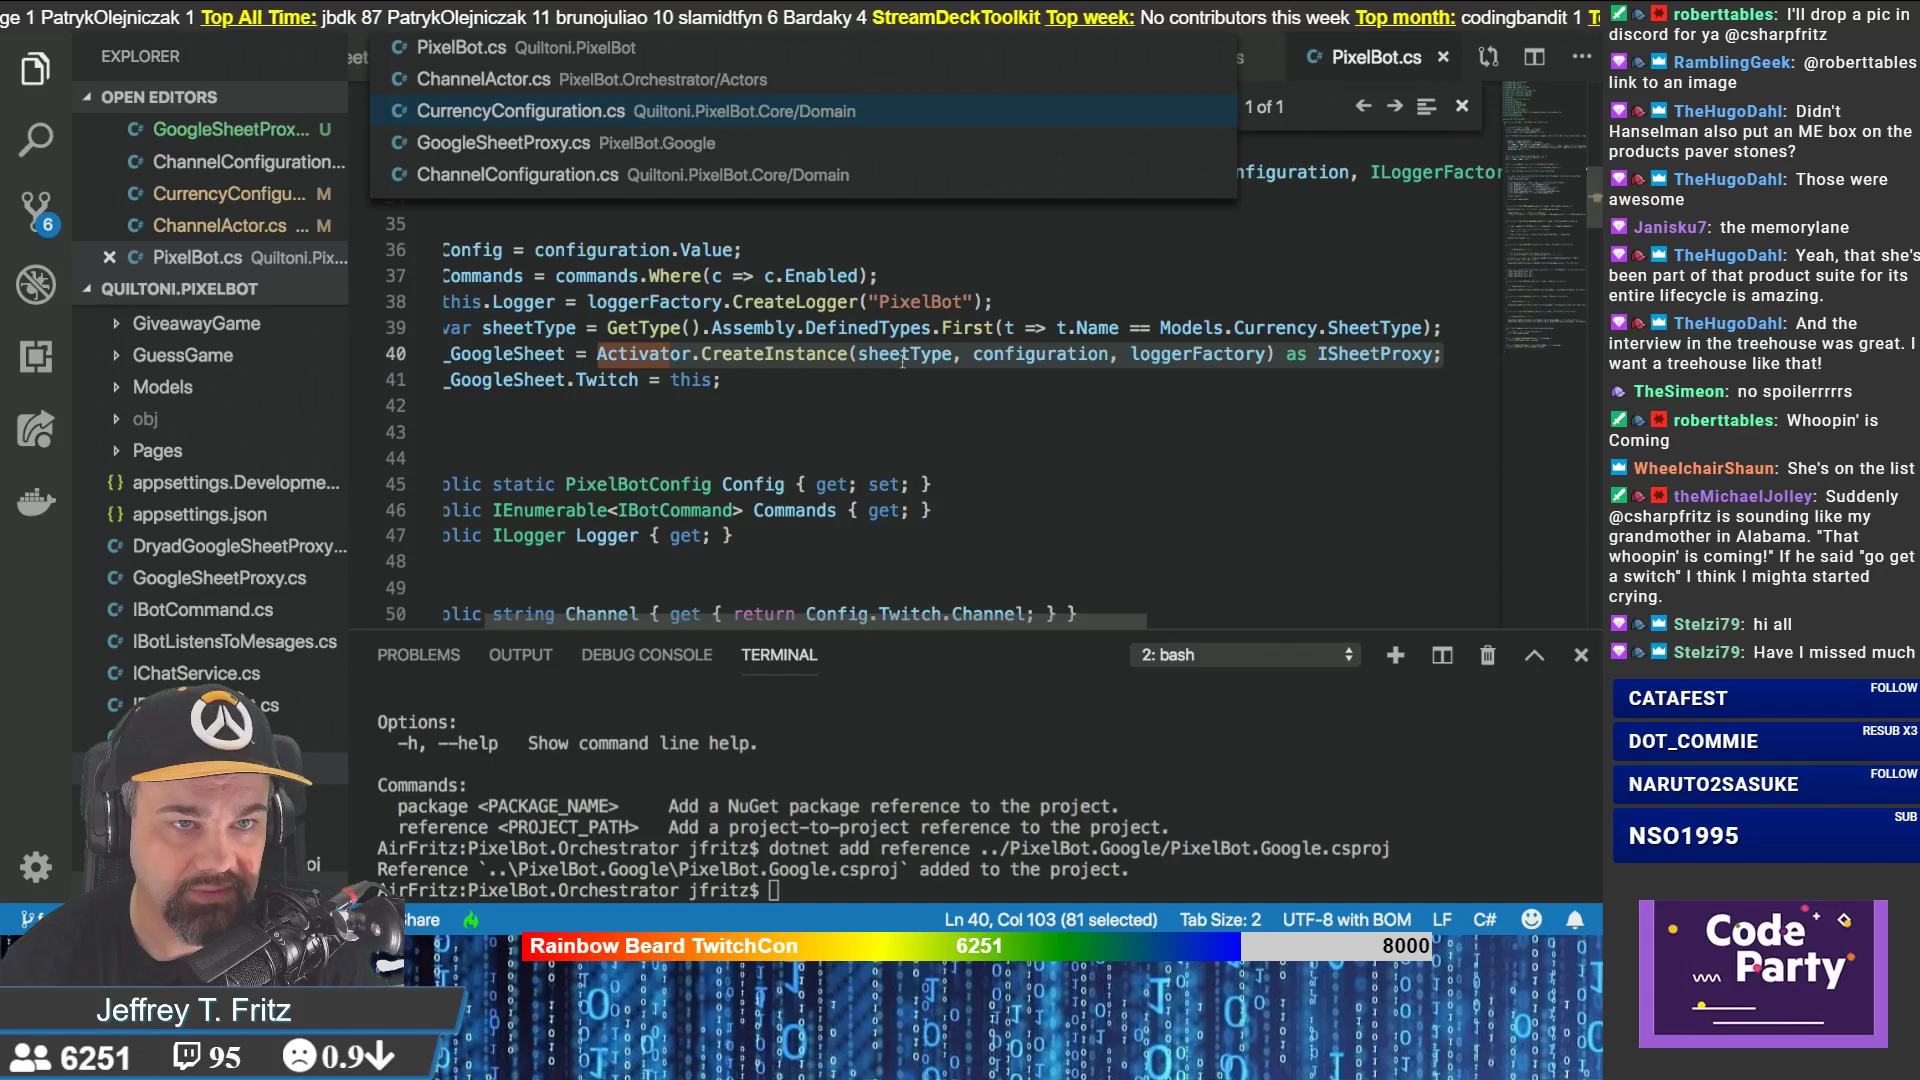 ge 1 PatrykOlejniczak 1 Top All Time: jbdk 87 PatrykOlejniczak 11 brunojuliao 10 slamidtfyn 6 Bardaky 4 StreamDeckToolkit Top week: No contributors this week Top month: codingbandit 1
EXPLORER
OPEN EDITORS
GoogleSheetProx... U
ChannelConfiguration...
CurrencyConfigu... M
ChannelActor.cs ... M
PixelBot.cs Quiltoni.Pix...
QUILTONI.PIXELBOT
GiveawayGame
GuessGame
Models
obj
Pages
{} appsettings.Developme...
{} appsettings.json
DryadGoogleSheetProxy...
GoogleSheetProxy.cs
IBotCommand.cs
IBotListensToMesages.cs
IChatService.cs
6
PixelBot.cs Quiltoni.PixelBot
ChannelActor.cs PixelBot.Orchestrator/Actors
CurrencyConfiguration.cs Quiltoni.PixelBot.Core/Domain
GoogleSheetProxy.cs PixelBot.Google
ChannelConfiguration.cs Quiltoni.PixelBot.Core/Domain
PixelBot.cs
1 of 1
nfiguration, ILoggerFactor
35
36 Config = configuration.Value;
37 Commands = commands.Where(c => c.Enabled);
38 this.Logger = loggerFactory.CreateLogger("PixelBot");
39 var sheetType = GetType().Assembly.DefinedTypes.First(t => t.Name == Models.Currency.SheetType);
40 _GoogleSheet = Activator.CreateInstance(sheetType, configuration, loggerFactory) as ISheetProxy;
41 _GoogleSheet.Twitch = this;
42
43
44
45 blic static PixelBotConfig Config { get; set; }
46 blic IEnumerable<IBotCommand> Commands { get; }
47 blic ILogger Logger { get; }
48
49
50 blic string Channel { get { return Config.Twitch.Channel; } }
PROBLEMS OUTPUT DEBUG CONSOLE TERMINAL 2: bash
Options:
-h, --help Show command line help.
Commands:
package <PACKAGE_NAME> Add a NuGet package reference to the project.
reference <PROJECT_PATH> Add a project-to-project reference to the project.
AirFritz:PixelBot.Orchestrator jfritz$ dotnet add reference ../PixelBot.Google/PixelBot.Google.csproj
Reference `..\PixelBot.Google\PixelBot.Google.csproj` added to the project.
AirFritz:PixelBot.Orchestrator jfritz$
hare Ln 40, Col 103 (81 selected) Tab Size: 2 UTF-8 with BOM LF C#
Rainbow Beard TwitchCon 6251 8000
Jeffrey T. Fritz
6251 95 0.9
roberttables: I'll drop a pic in
discord for ya @csharpfritz
RamblingGeek: @roberttables
link to an image
TheHugoDahl: Didn't
Hanselman also put an ME box on the
products paver stones?
TheHugoDahl: Those were
awesome
Janisku7: the memorylane
TheHugoDahl: Yeah, that she's
been part of that product suite for its
entire lifecycle is amazing.
TheHugoDahl: And the
interview in the treehouse was great. I
want a treehouse like that!
TheSimeon: no spoilerrrrrs
roberttables: Whoopin' is
Coming
WheelchairShaun: She's on the list
theMichaelJolley: Suddenly
@csharpfritz is sounding like my
grandmother in Alabama. "That
whoopin' is coming!" If he said "go get
a switch" I think I mighta started
crying.
Stelzi79: hi all
Stelzi79: Have I missed much
CATAFEST FOLLOW
DOT_COMMIE RESUB X3
NARUTO2SASUKE FOLLOW
NSO1995 SUB
Code
Party